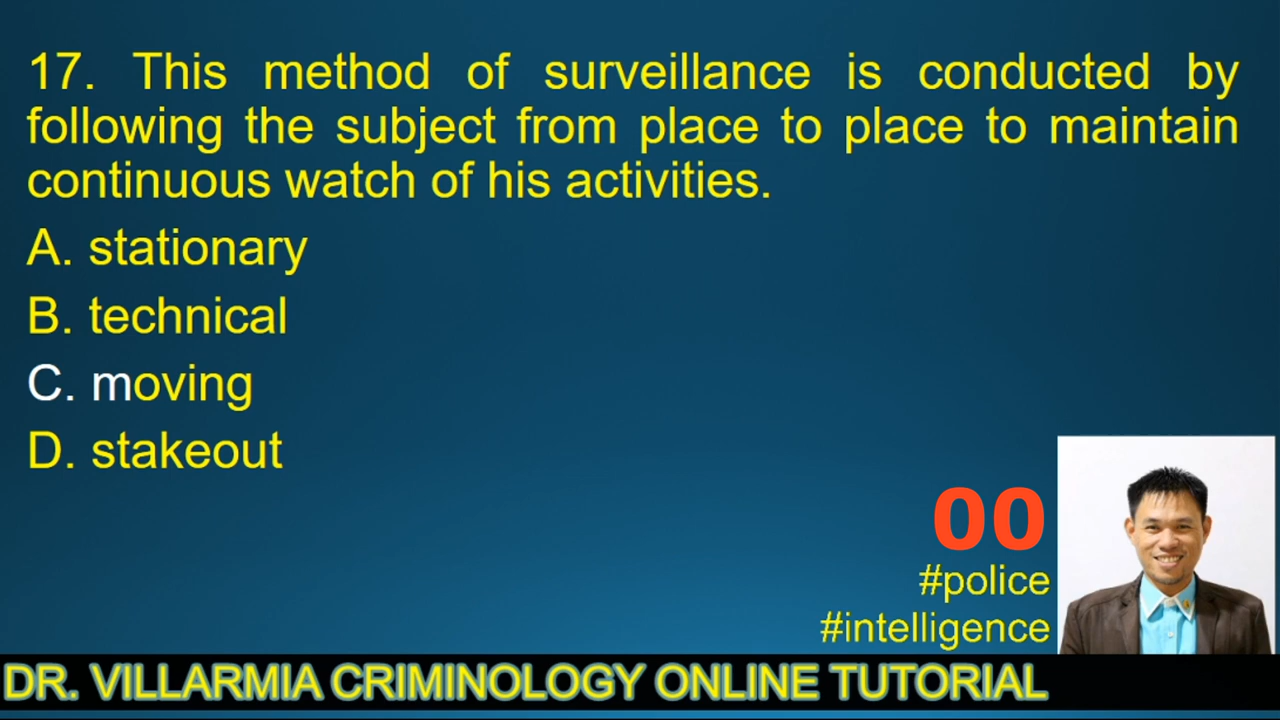 17. This method of surveillance is conducted by
following the subject from place to place to maintain
continuous watch of his activities.
A. stationary
B. technical
C. moving
D. stakeout
00
#police
#intelligence
DR. VILLARMIA CRIMINOLOGY ONLINE TUTORIAL